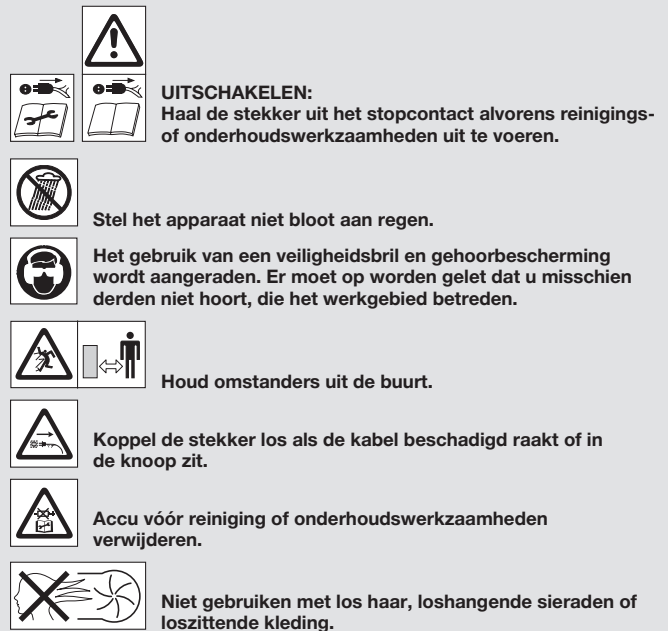 UITSCHAKELEN:
Haal de stekker uit het stopcontact alvorens reinigings-
of onderhoudswerkzaamheden uit te voeren.
Stel het apparaat niet bloot aan regen.
Het gebruik van een veiligheidsbril en gehoorbescherming
wordt aangeraden. Er moet op worden gelet dat u misschien
derden niet hoort, die het werkgebied betreden.
Houd omstanders uit de buurt.
Koppel de stekker los als de kabel beschadigd raakt of in
de knoop zit.
Accu vóór reiniging of onderhoudswerkzaamheden
verwijderen.
Niet gebruiken met los haar, loshangende sieraden of
loszittende kleding.